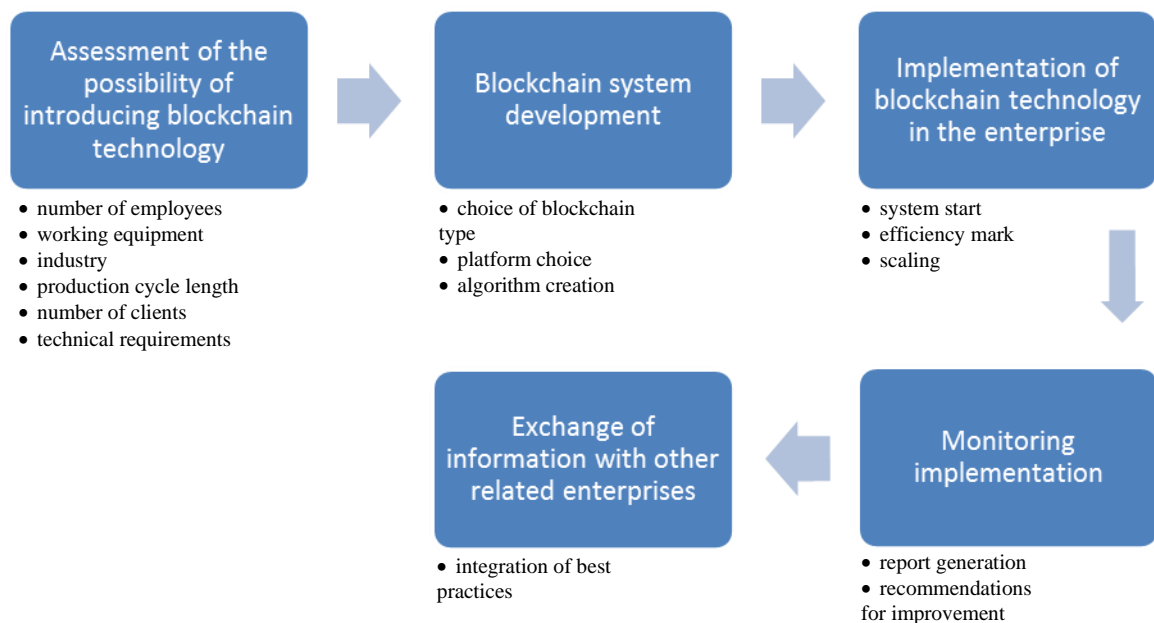 Assessment of the
possibility of
introducing blockchain
technology
• number of employees
• working equipment
• industry
• production cycle length
• number of clients
• technical requirements
Blockchain system
development
• choice of blockchain
type
• platform choice
• algorithm creation
Implementation of
blockchain technology
in the enterprise
• system start
• efficiency mark
• scaling
Monitoring
implementation
• report generation
• recommendations
for improvement
Exchange of
information with other
related enterprises
• integration of best
practices